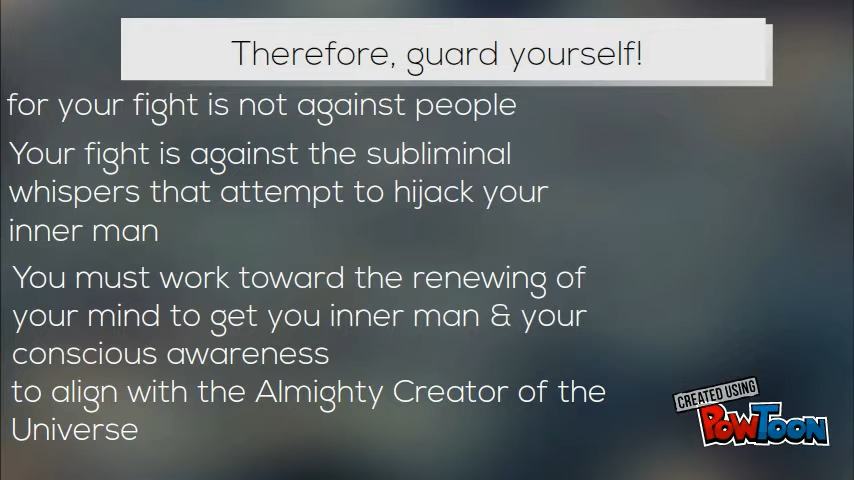 Therefore, guard yourself!
for your fight is not against people
Your fight is against the subliminal
whispers that attempt to hijack your
inner man
You must work toward the renewing of
your mind to get you inner man & your
conscious awareness
to align with the Almighty Creator of the
Universe
CREATED USING
POWTOON